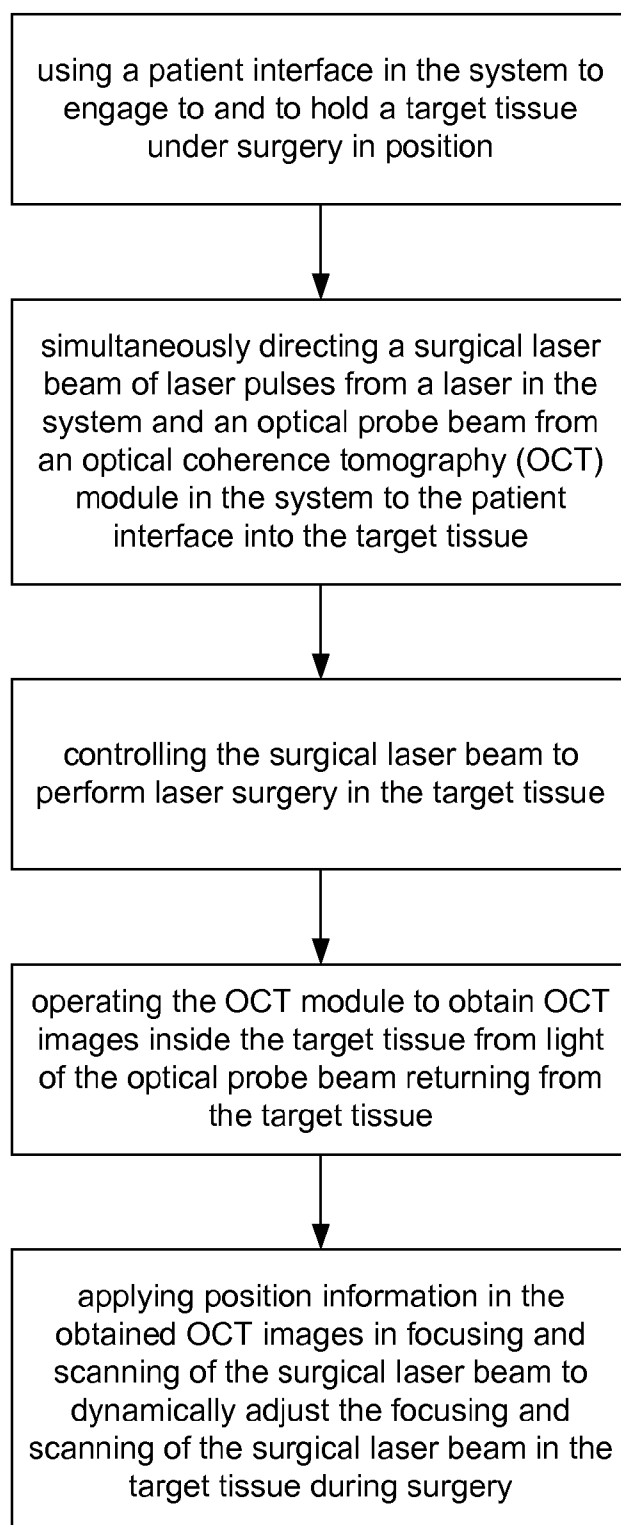 using a patient interface in the system to
engage to and to hold a target tissue
under surgery in position
simultaneously directing a surgical laser
beam of laser pulses from a laser in the
system and an optical probe beam from
an optical coherence tomography (OCT)
module in the system to the patient
interface into the target tissue
controlling the surgical laser beam to
perform laser surgery in the target tissue
operating the OCT module to obtain OCT
images inside the target tissue from light
of the optical probe beam returning from
the target tissue
applying position information in the
obtained OCT images in focusing and
scanning of the surgical laser beam to
dynamically adjust the focusing and
scanning of the surgical laser beam in the
target tissue during surgery